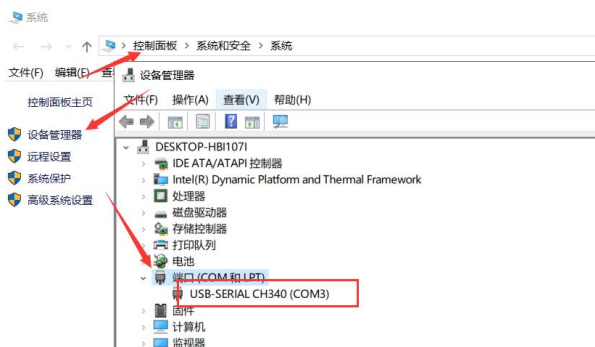 系统
控制面板 › 系统和安全 › 系统
文件(F) 编辑(E) 查
设备管理器
控制面板主页
文件(F) 操作(A) 查看(V) 帮助(H)
设备管理器
远程设置
系统保护
高级系统设置
DESKTOP-HBI107I
IDE ATA/ATAPI 控制器
Intel(R) Dynamic Platform and Thermal Framework
处理器
磁盘驱动器
存储控制器
打印队列
电池
端口 (COM 和 LPT)
USB-SERIAL CH340 (COM3)
固件
计算机
监视器